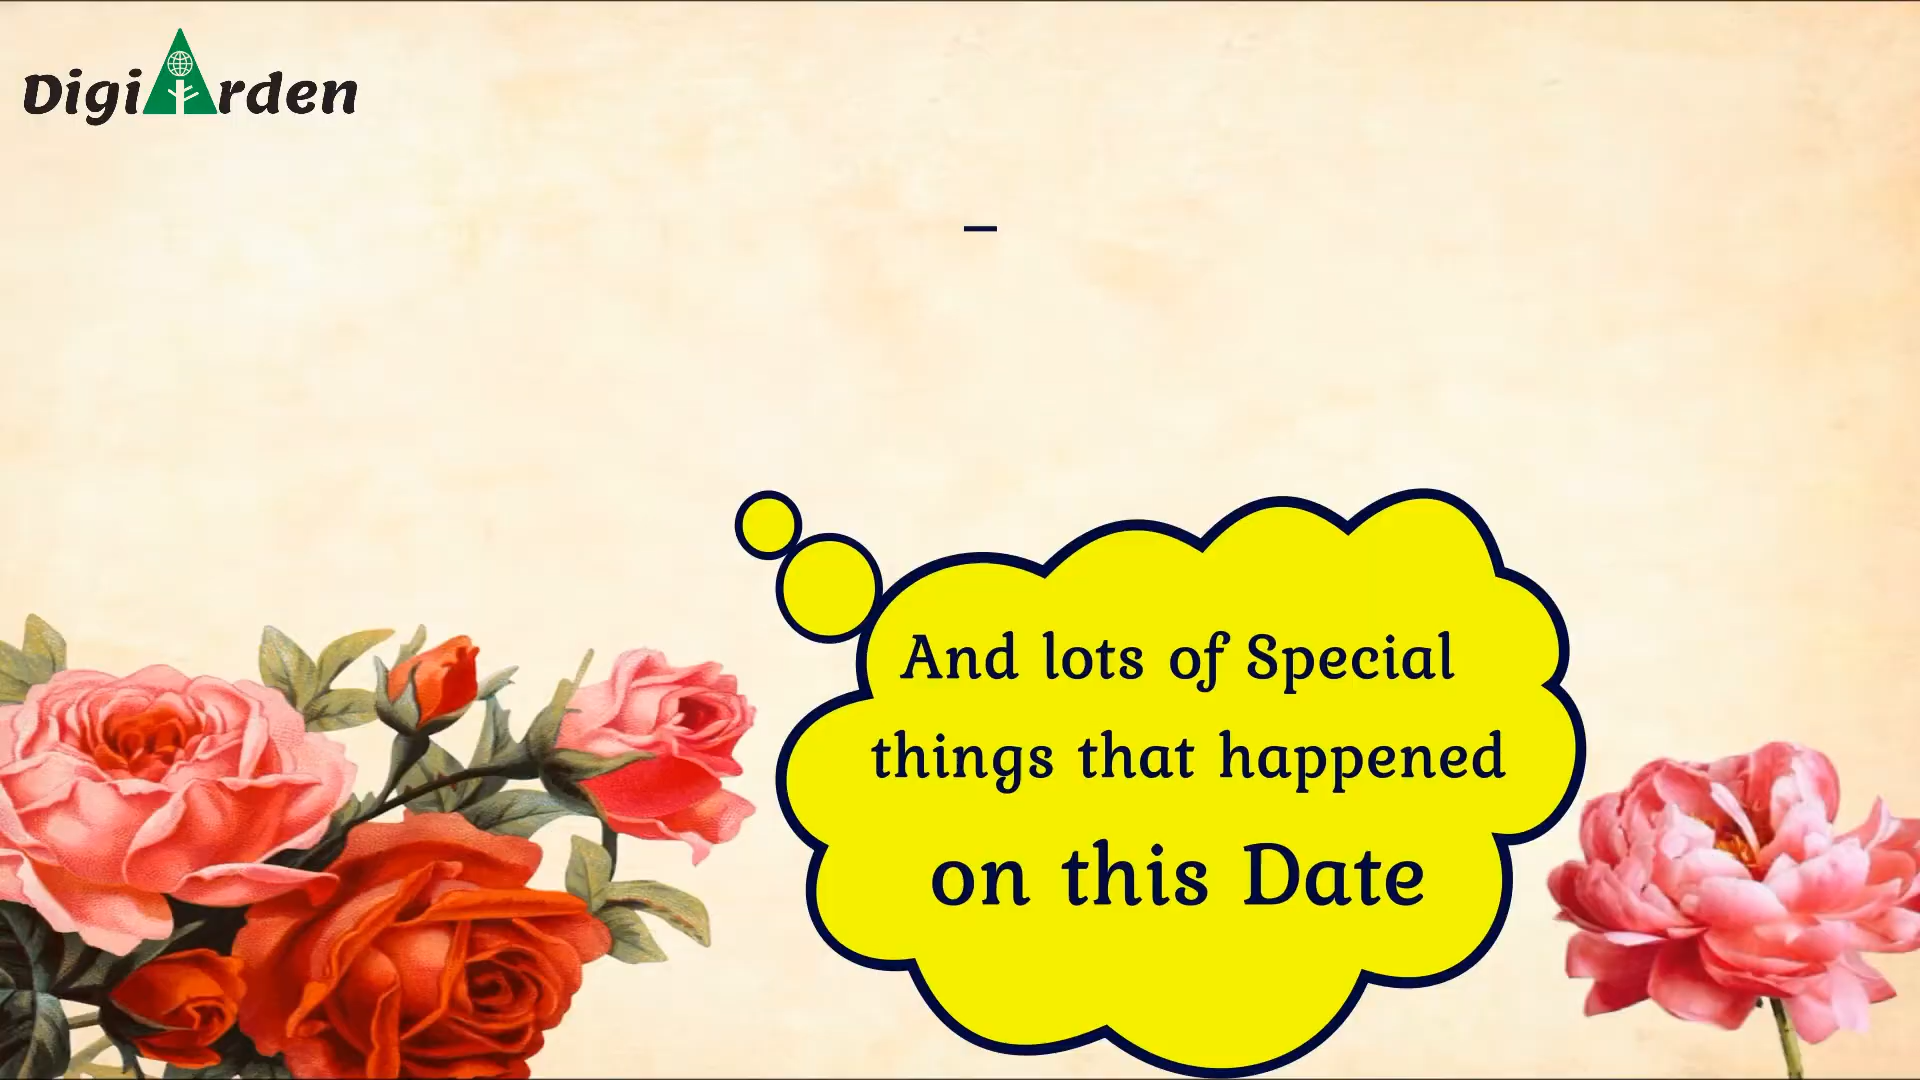 DigiArden
–
And lots of Special
things that happened
on this Date